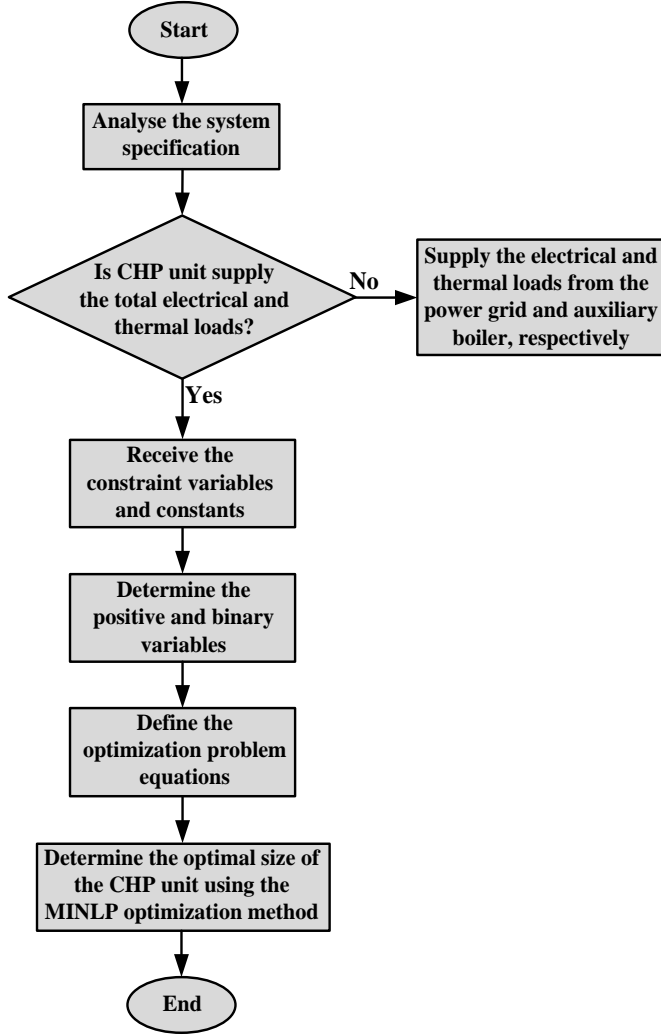 Start
Analyse the system
specification
Is CHP unit supply
the total electrical and
thermal loads?
No
Supply the electrical and
thermal loads from the
power grid and auxiliary
boiler, respectively
Yes
Receive the
constraint variables
and constants
Determine the
positive and binary
variables
Define the
optimization problem
equations
Determine the optimal size of
the CHP unit using the
MINLP optimization method
End